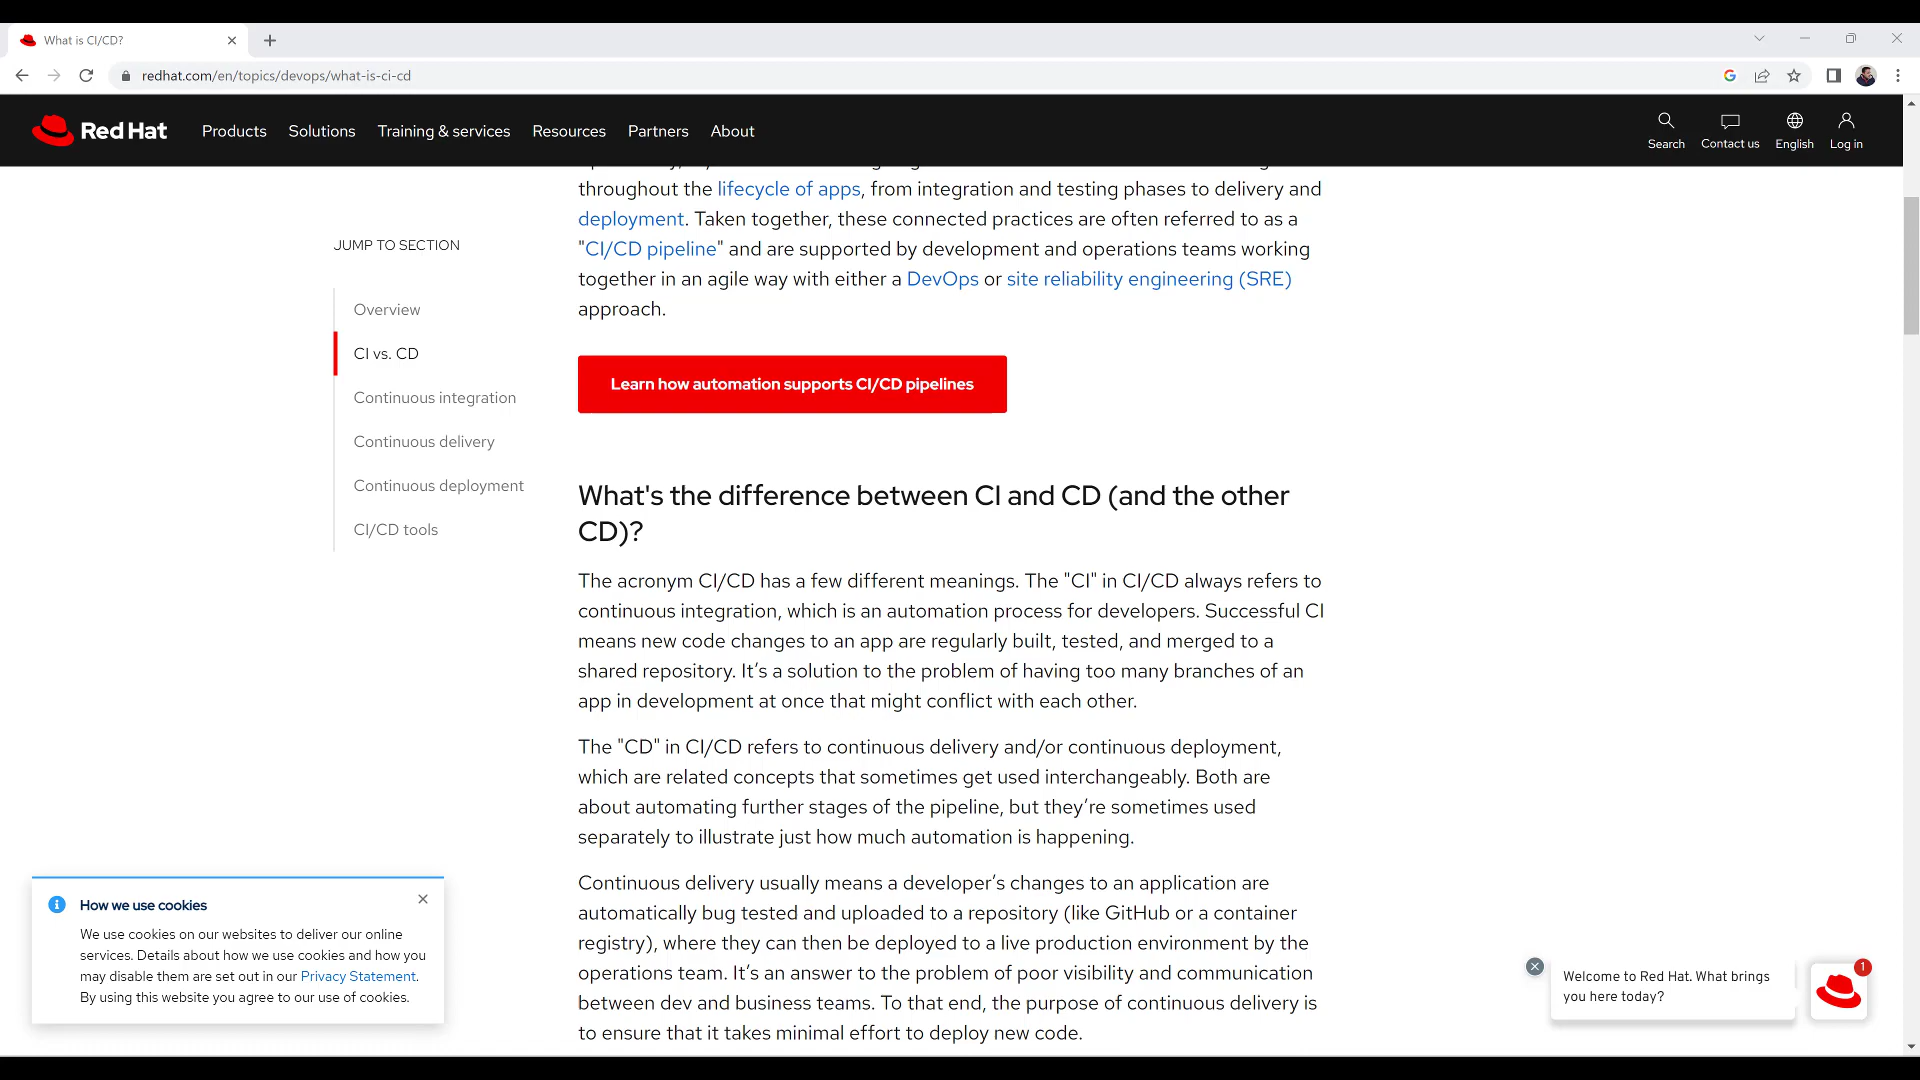 What is CI/CD?
redhat.com/en/topics/devops/what-is-ci-cd
Red Hat
Products
Solutions
Training & services
Resources
Partners
About
Search
Contact us
English
Log in
throughout the lifecycle of apps, from integration and testing phases to delivery and
deployment. Taken together, these connected practices are often referred to as a
"CI/CD pipeline" and are supported by development and operations teams working
together in an agile way with either a DevOps or site reliability engineering (SRE)
approach.
JUMP TO SECTION
Overview
CI vs. CD
Continuous integration
Continuous delivery
Continuous deployment
CI/CD tools
Learn how automation supports CI/CD pipelines
What's the difference between CI and CD (and the other
CD)?
The acronym CI/CD has a few different meanings. The "CI" in CI/CD always refers to
continuous integration, which is an automation process for developers. Successful CI
means new code changes to an app are regularly built, tested, and merged to a
shared repository. It’s a solution to the problem of having too many branches of an
app in development at once that might conflict with each other.
The "CD" in CI/CD refers to continuous delivery and/or continuous deployment,
which are related concepts that sometimes get used interchangeably. Both are
about automating further stages of the pipeline, but they’re sometimes used
separately to illustrate just how much automation is happening.
Continuous delivery usually means a developer’s changes to an application are
automatically bug tested and uploaded to a repository (like GitHub or a container
registry), where they can then be deployed to a live production environment by the
operations team. It’s an answer to the problem of poor visibility and communication
between dev and business teams. To that end, the purpose of continuous delivery is
to ensure that it takes minimal effort to deploy new code.
How we use cookies
We use cookies on our websites to deliver our online
services. Details about how we use cookies and how you
may disable them are set out in our Privacy Statement.
By using this website you agree to our use of cookies.
Welcome to Red Hat. What brings
you here today?
1